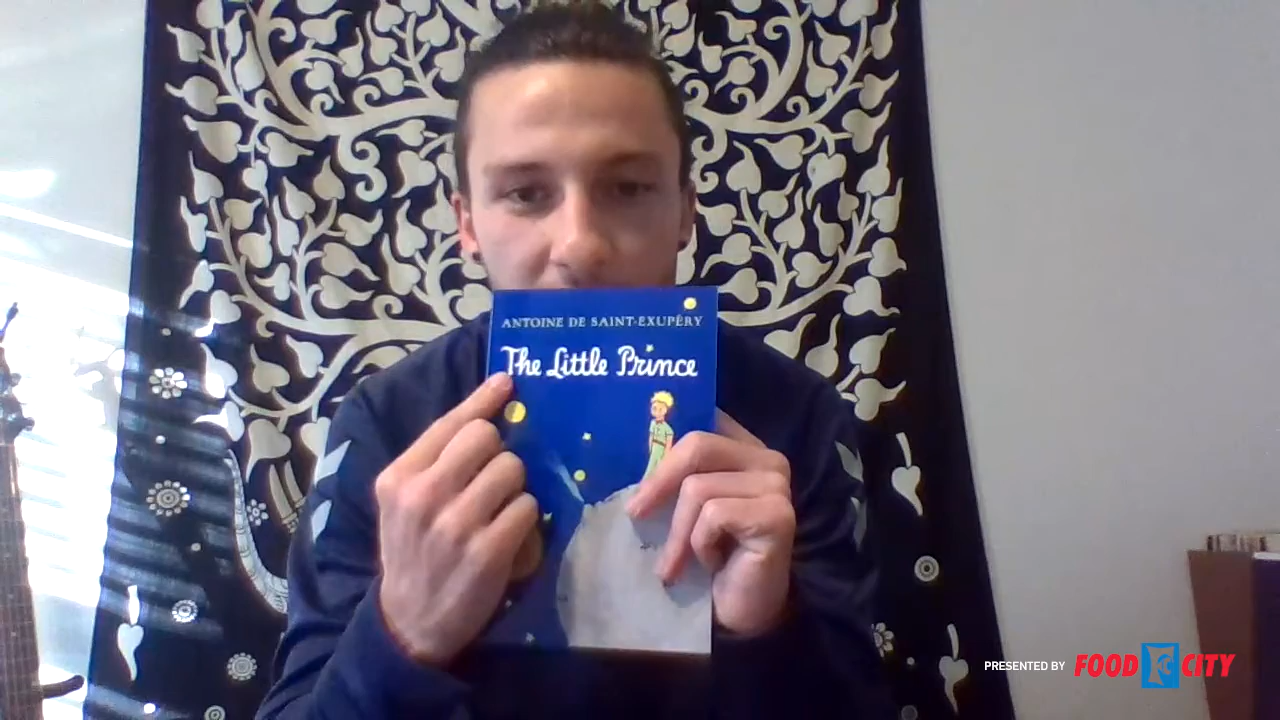 ANTOINE DE SAINT-EXUPÉRY
The Little Prince
PRESENTED BY FOOD CITY